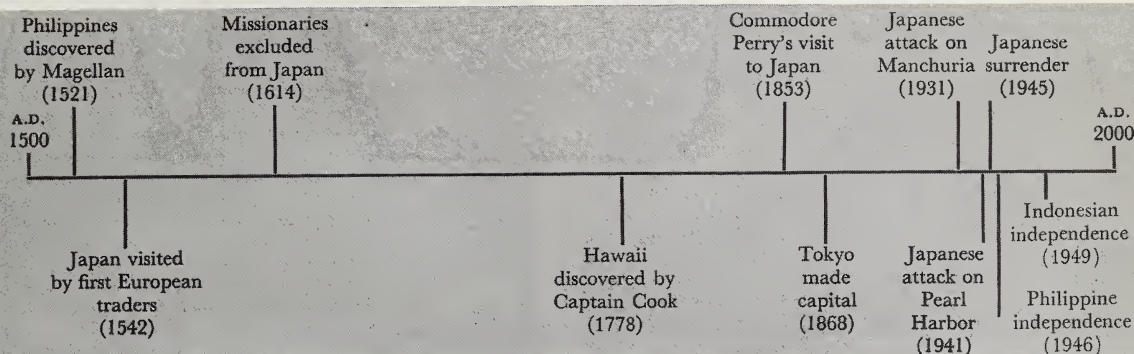 Philippines
discovered
by Magellan
(1521)
Missionaries
excluded
from Japan
(1614)
Commodore
Perry's visit
to Japan
(1853)
Japanese
attack on
Manchuria
(1931)
Japanese
surrender
(1945)
A.D.
1500
A.D.
2000
Japan visited
by first European
traders
(1542)
Hawaii
discovered by
Captain Cook
(1778)
Tokyo
made
capital
(1868)
Japanese
attack on
Pearl
Harbor
(1941)
Indonesian
independence
(1949)
Philippine
independence
(1946)